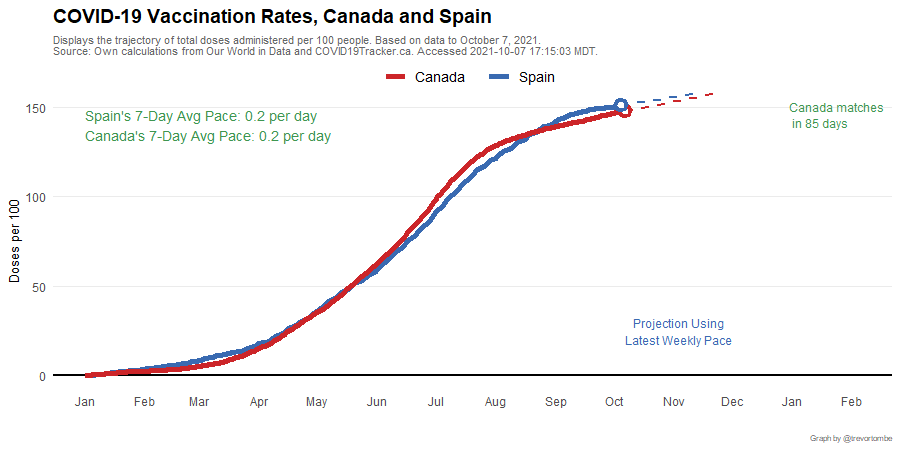 COVID-19 Vaccination Rates, Canada and Spain
Displays the trajectory of total doses administered per 100 people. Based on data to October 7, 2021.
Source: Own calculations from Our World in Data and COVID19Tracker.ca. Accessed 2021-10-07 17:15:03 MDT.
Canada Spain
Spain's 7-Day Avg Pace: 0.2 per day
Canada's 7-Day Avg Pace: 0.2 per day
Canada matches
in 85 days
Doses per 100
150
100
50
0
Projection Using
Latest Weekly Pace
Jan Feb Mar Apr May Jun Jul Aug Sep Oct Nov Dec Jan Feb
Graph by @trevortombe